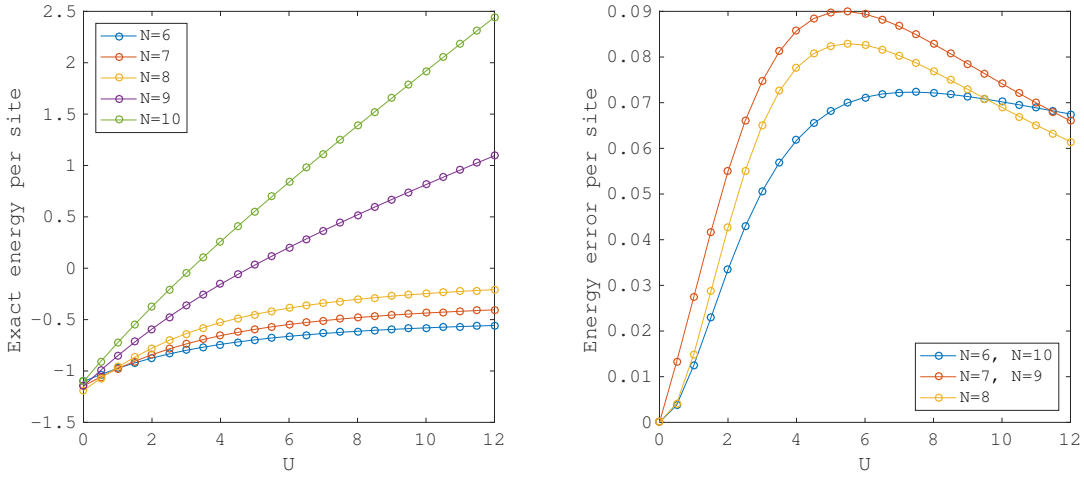 Exact energy per site
2.5
2
1.5
1
0.5
0
-0.5
-1
-1.5
N=6
N=7
N=8
N=9
N=10
0 2 4 6 8 10 12
U
Energy error per site
0.09
0.08
0.07
0.06
0.05
0.04
0.03
0.02
0.01
0
N=6, N=10
N=7, N=9
N=8
0 2 4 6 8 10 12
U